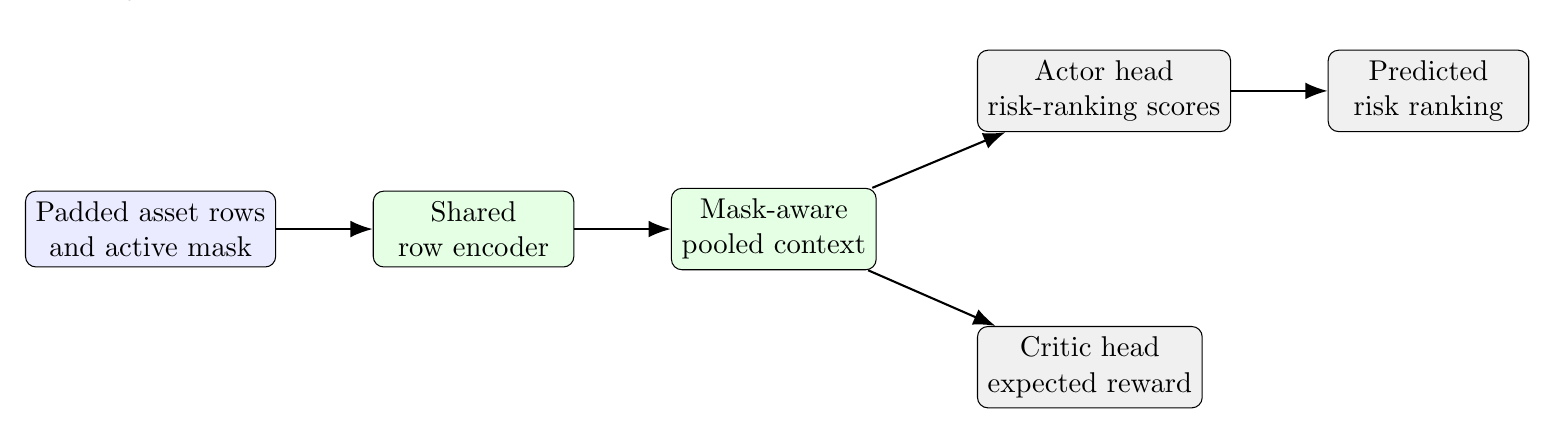 Padded asset rows
and active mask
Shared
row encoder
Mask-aware
pooled context
Actor head
risk-ranking scores
Predicted
risk ranking
Critic head
expected reward